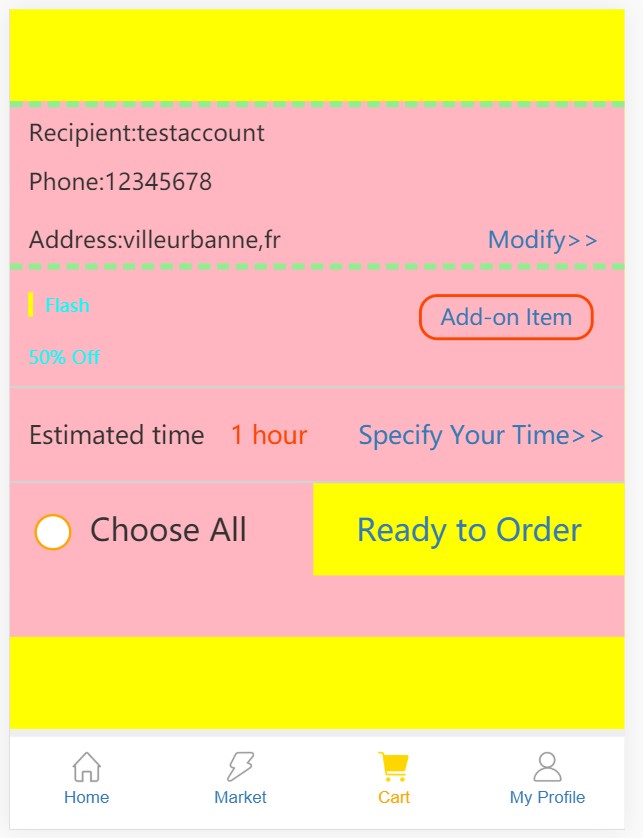 Recipient:testaccount
Phone:12345678
Address:villeurbanne,fr Modify>>
Flash Add-on Item
50% Off
Estimated time 1 hour Specify Your Time>>
Choose All Ready to Order
Home Market Cart My Profile